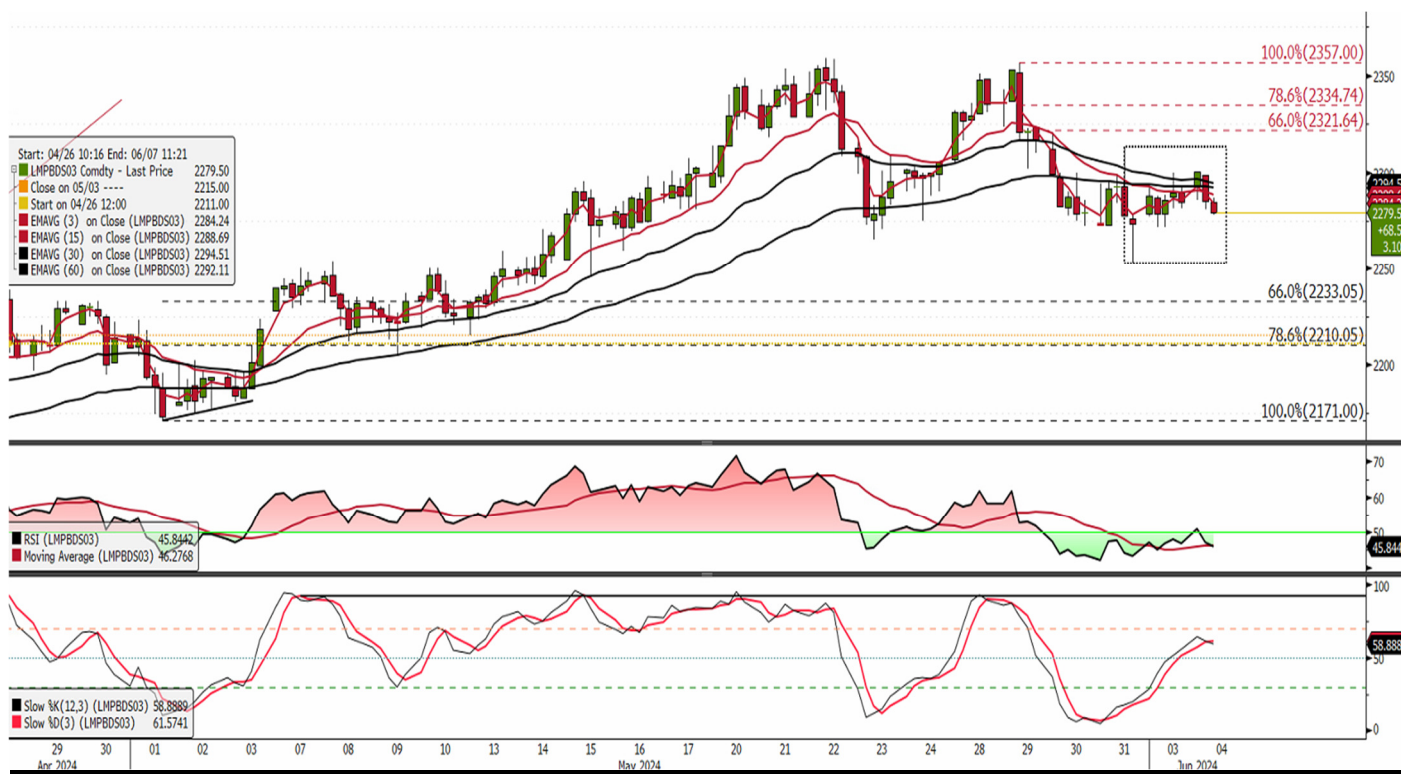 100.0%(2357.00)
2350
78.6%(2334.74)
66.0%(2321.64)
Start: 04/26 10:16 End: 06/07 11:21
LMPBDS03 Comdty - Last Price 2279.50
Close on 05/03 ---- 2215.00
Start on 04/26 12:00 2211.00
EMAVG (3) on Close (LMPBDS03) 2284.24
EMAVG (15) on Close (LMPBDS03) 2288.69
EMAVG (30) on Close (LMPBDS03) 2294.51
EMAVG (60) on Close (LMPBDS03) 2292.11
2279.5
+68.5
3.10
2250
66.0%(2233.05)
78.6%(2210.05)
2200
100.0%(2171.00)
70
60
50
RSI (LMPBDS03) 45.8442
Moving Average (LMPBDS03) 46.2768
45.844
100
58.888
50
Slow %K(12,3) (LMPBDS03) 58.8889
Slow %D(3) (LMPBDS03) 61.5741
0
29 30 01 02 03 07 08 09 10 13 14 15 16 17 20 21 22 23 24 28 29 30 31 03 04
Apr 2024 May 2024 Jun 2024